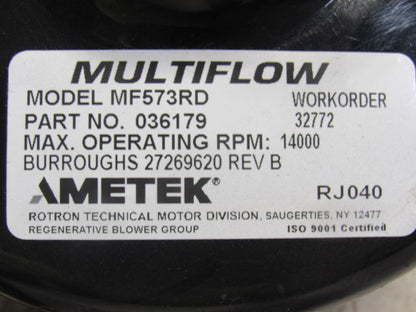 MULTIFLOW
MODEL MF573RD WORKORDER
PART NO. 036179 32772
MAX. OPERATING RPM: 14000
BURROUGHS 27269620 REV B
AMETEK® RJ040
ROTRON TECHNICAL MOTOR DIVISION, SAUGERTIES, NY 12477
REGENERATIVE BLOWER GROUP ISO 9001 Certified